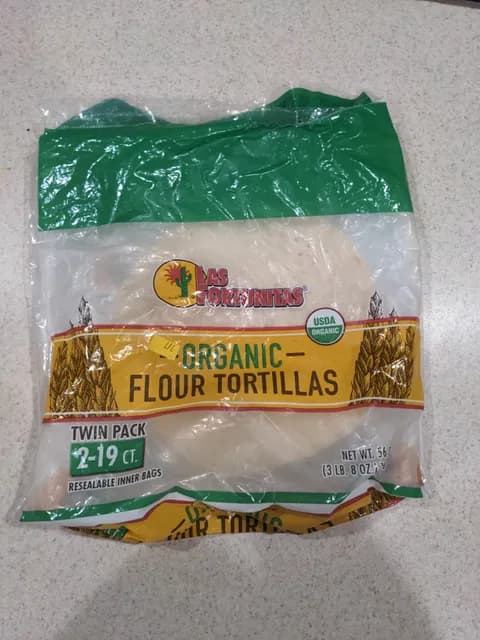 LAS
FORTUNITAS®
USDA
ORGANIC
ORGANIC
FLOUR TORTILLAS
TWIN PACK
2-19 CT.
RESEALABLE INNER BAGS
NET WT. 56
(3 LB. 8 OZ.)